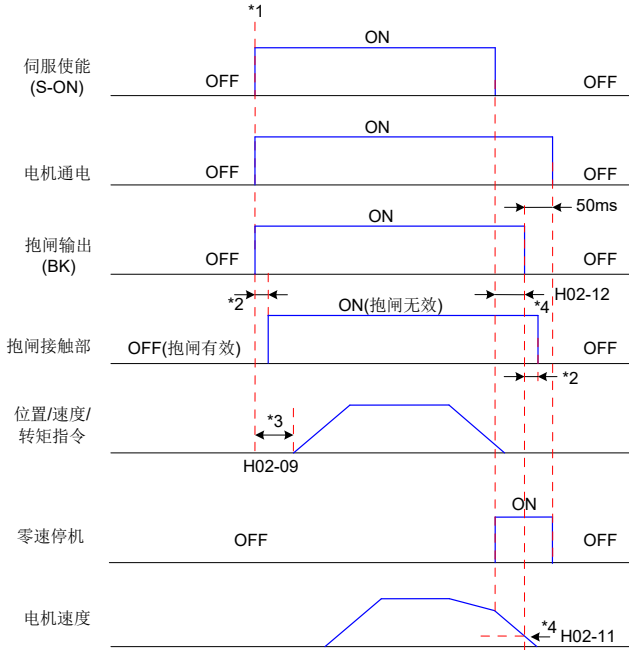 *1
伺服使能
(S-ON)
OFF
ON
OFF
电机通电
OFF
ON
OFF
50ms
抱闸输出
(BK)
OFF
ON
OFF
*2
*4
H02-12
抱闸接触部
OFF(抱闸有效)
ON(抱闸无效)
OFF
*2
位置/速度/
转矩指令
*3
H02-09
零速停机
OFF
ON
OFF
电机速度
*4
H02-11